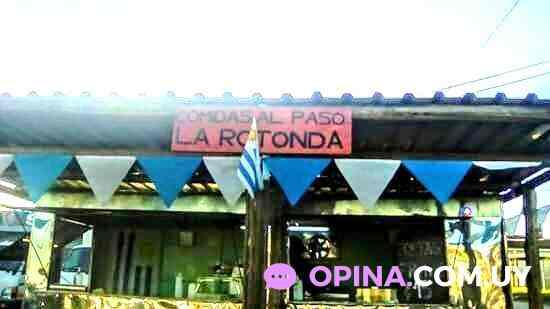 COMIDAS AL PASO
LA ROTONDA
OPINA.COM.UY